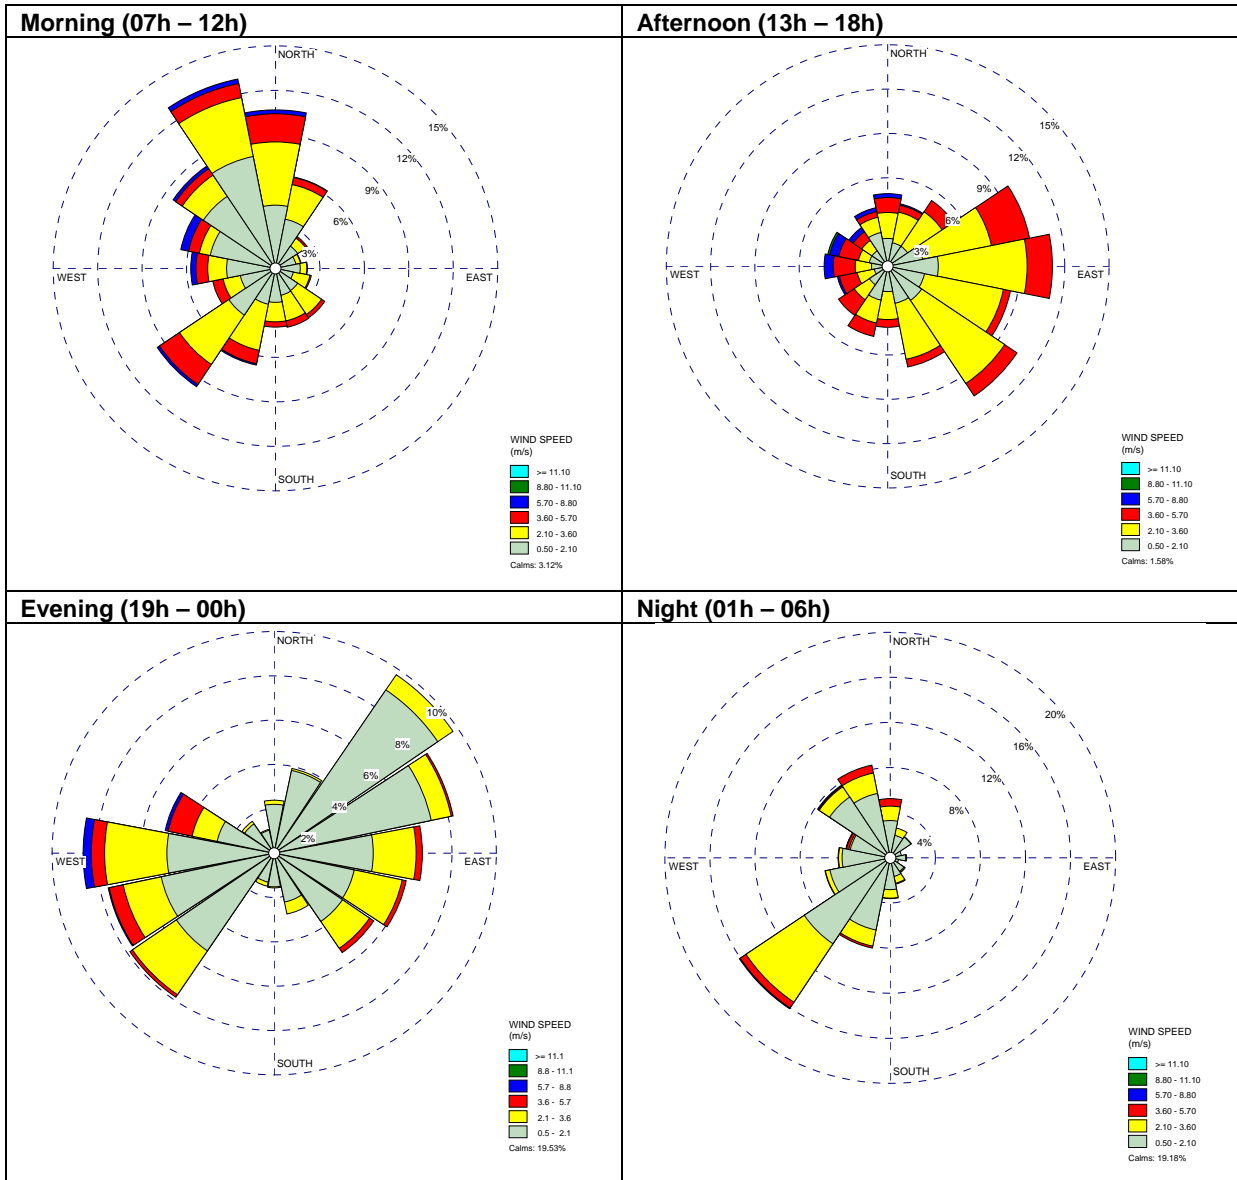 Morning (07h – 12h)
NORTH
15%
12%
9%
6%
3%
WEST
EAST
SOUTH
WIND SPEED
(m/s)
>= 11.10
8.80 - 11.10
5.70 - 8.80
3.60 - 5.70
2.10 - 3.60
0.50 - 2.10
Calms: 3.12%
Afternoon (13h – 18h)
NORTH
15%
12%
9%
6%
3%
WEST
EAST
SOUTH
WIND SPEED
(m/s)
>= 11.10
8.80 - 11.10
5.70 - 8.80
3.60 - 5.70
2.10 - 3.60
0.50 - 2.10
Calms: 1.58%
Evening (19h – 00h)
NORTH
10%
8%
6%
4%
2%
WEST
EAST
SOUTH
WIND SPEED
(m/s)
>= 11.1
8.8 - 11.1
5.7 - 8.8
3.6 - 5.7
2.1 - 3.6
0.5 - 2.1
Calms: 19.53%
Night (01h – 06h)
NORTH
20%
16%
12%
8%
4%
WEST
EAST
SOUTH
WIND SPEED
(m/s)
>= 11.10
8.80 - 11.10
5.70 - 8.80
3.60 - 5.70
2.10 - 3.60
0.50 - 2.10
Calms: 19.18%